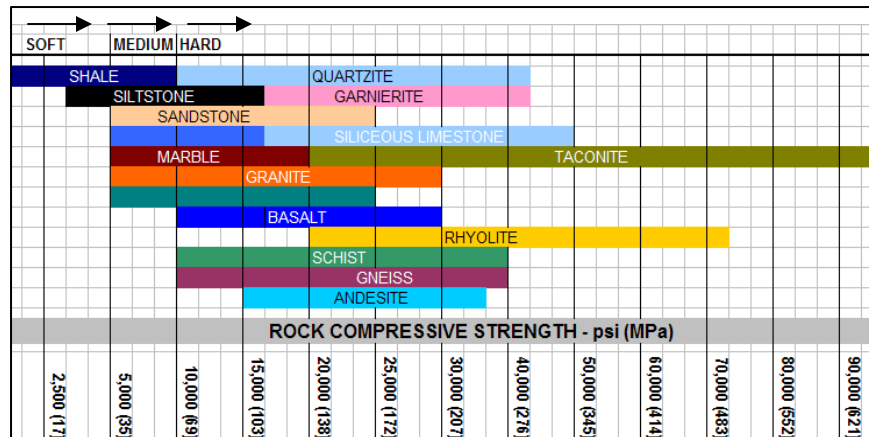 SOFT MEDIUM HARD
SHALE QUARTZITE
SILTSTONE GARNIERITE
SANDSTONE
SILICEOUS LIMESTONE
MARBLE TACONITE
GRANITE
BASALT
RHYOLITE
SCHIST
GNEISS
ANDESITE
ROCK COMPRESSIVE STRENGTH - psi (MPa)
2,500 (17)
5,000 (35)
10,000 (69)
15,000 (103)
20,000 (138)
25,000 (172)
30,000 (207)
40,000 (276)
50,000 (345)
60,000 (414)
70,000 (483)
80,000 (552)
90,000 (621)